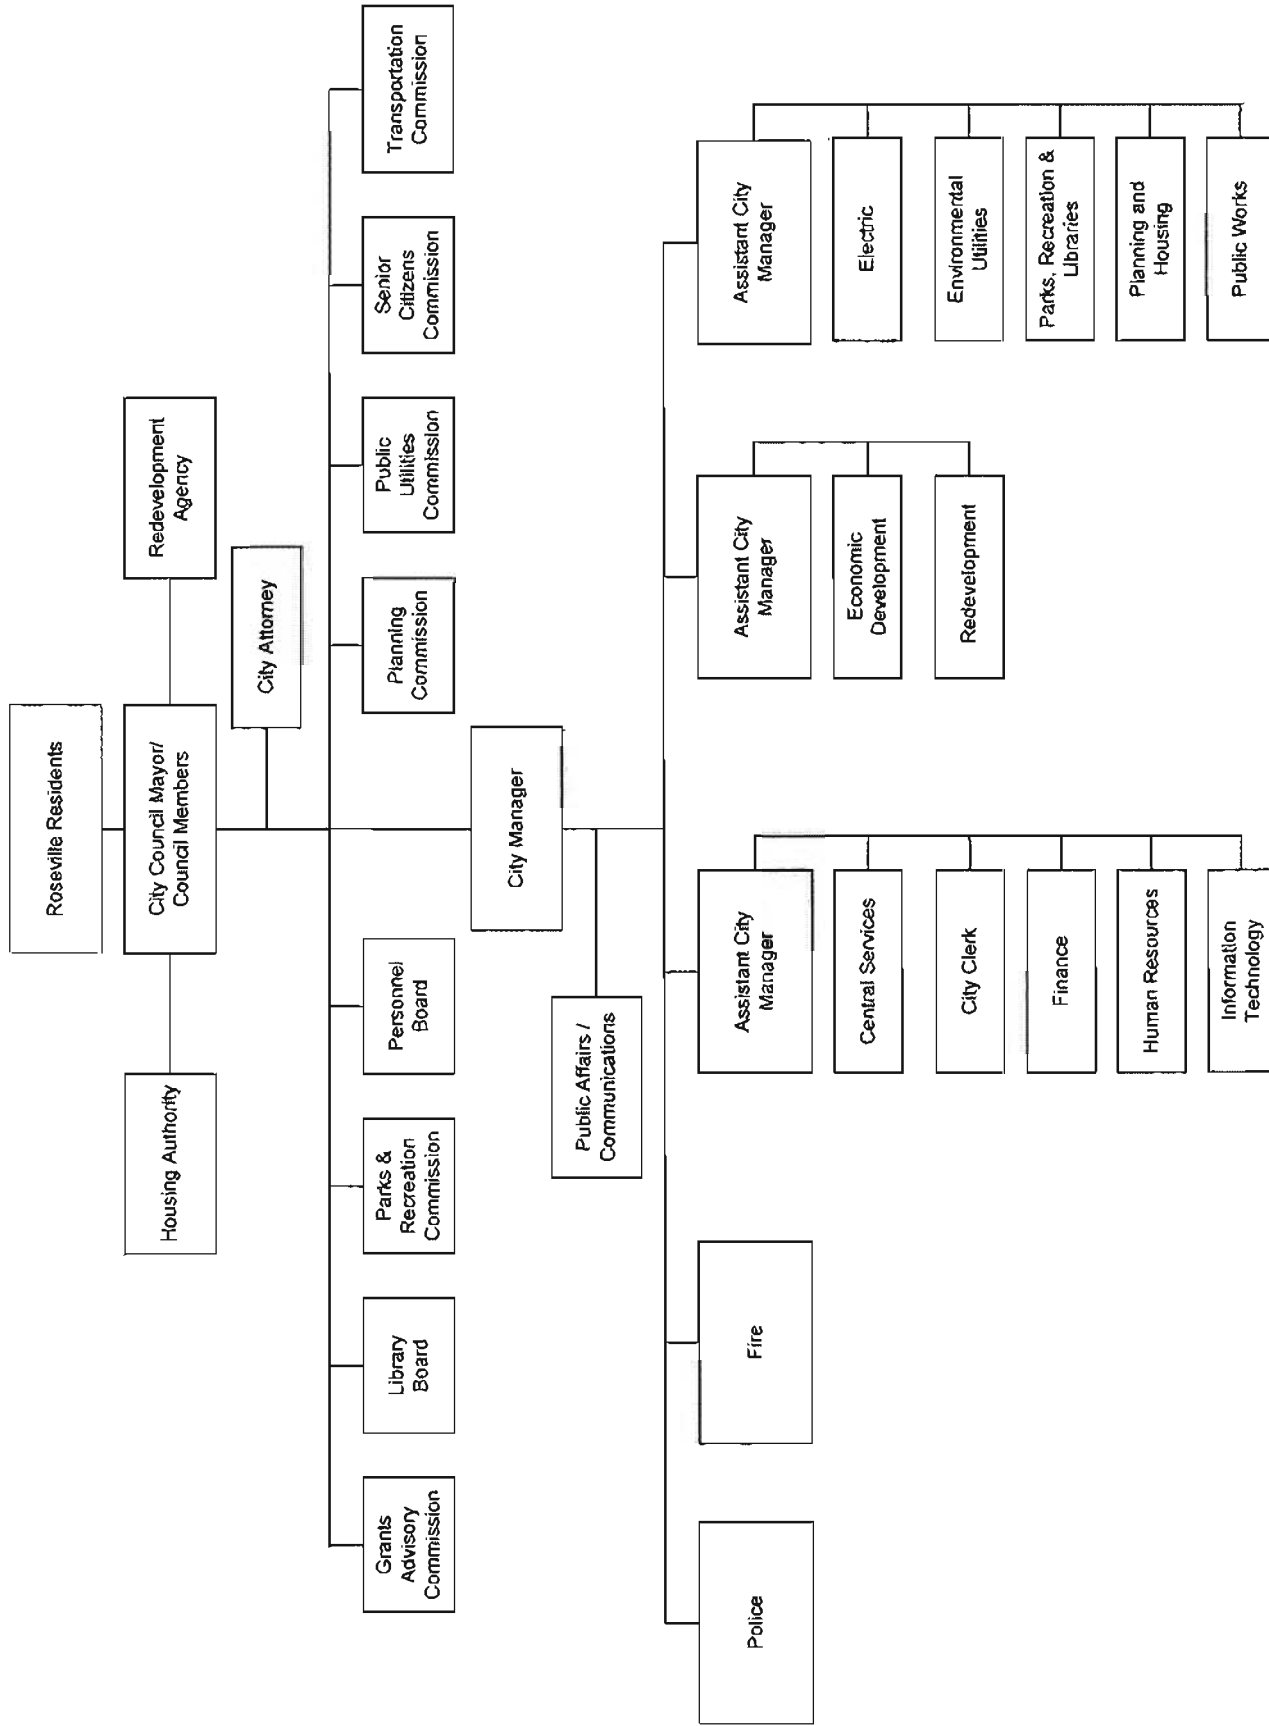 Roseville Residents
Housing Authority
City Council Mayor/
Council Members
Redevelopment
Agency
City Attorney
Grants
Advisory
Commission
Library
Board
Parks &
Recreation
Commission
Personnel
Board
Planning
Commission
Public
Utilities
Commission
Senior
Citizens
Commission
Transportation
Commission
City Manager
Public Affairs /
Communications
Police
Fire
Assistant City
Manager
Central Services
City Clerk
Finance
Human Resources
Information
Technology
Assistant City
Manager
Economic
Development
Redevelopment
Assistant City
Manager
Electric
Environmental
Utilities
Parks, Recreation &
Libraries
Planning and
Housing
Public Works